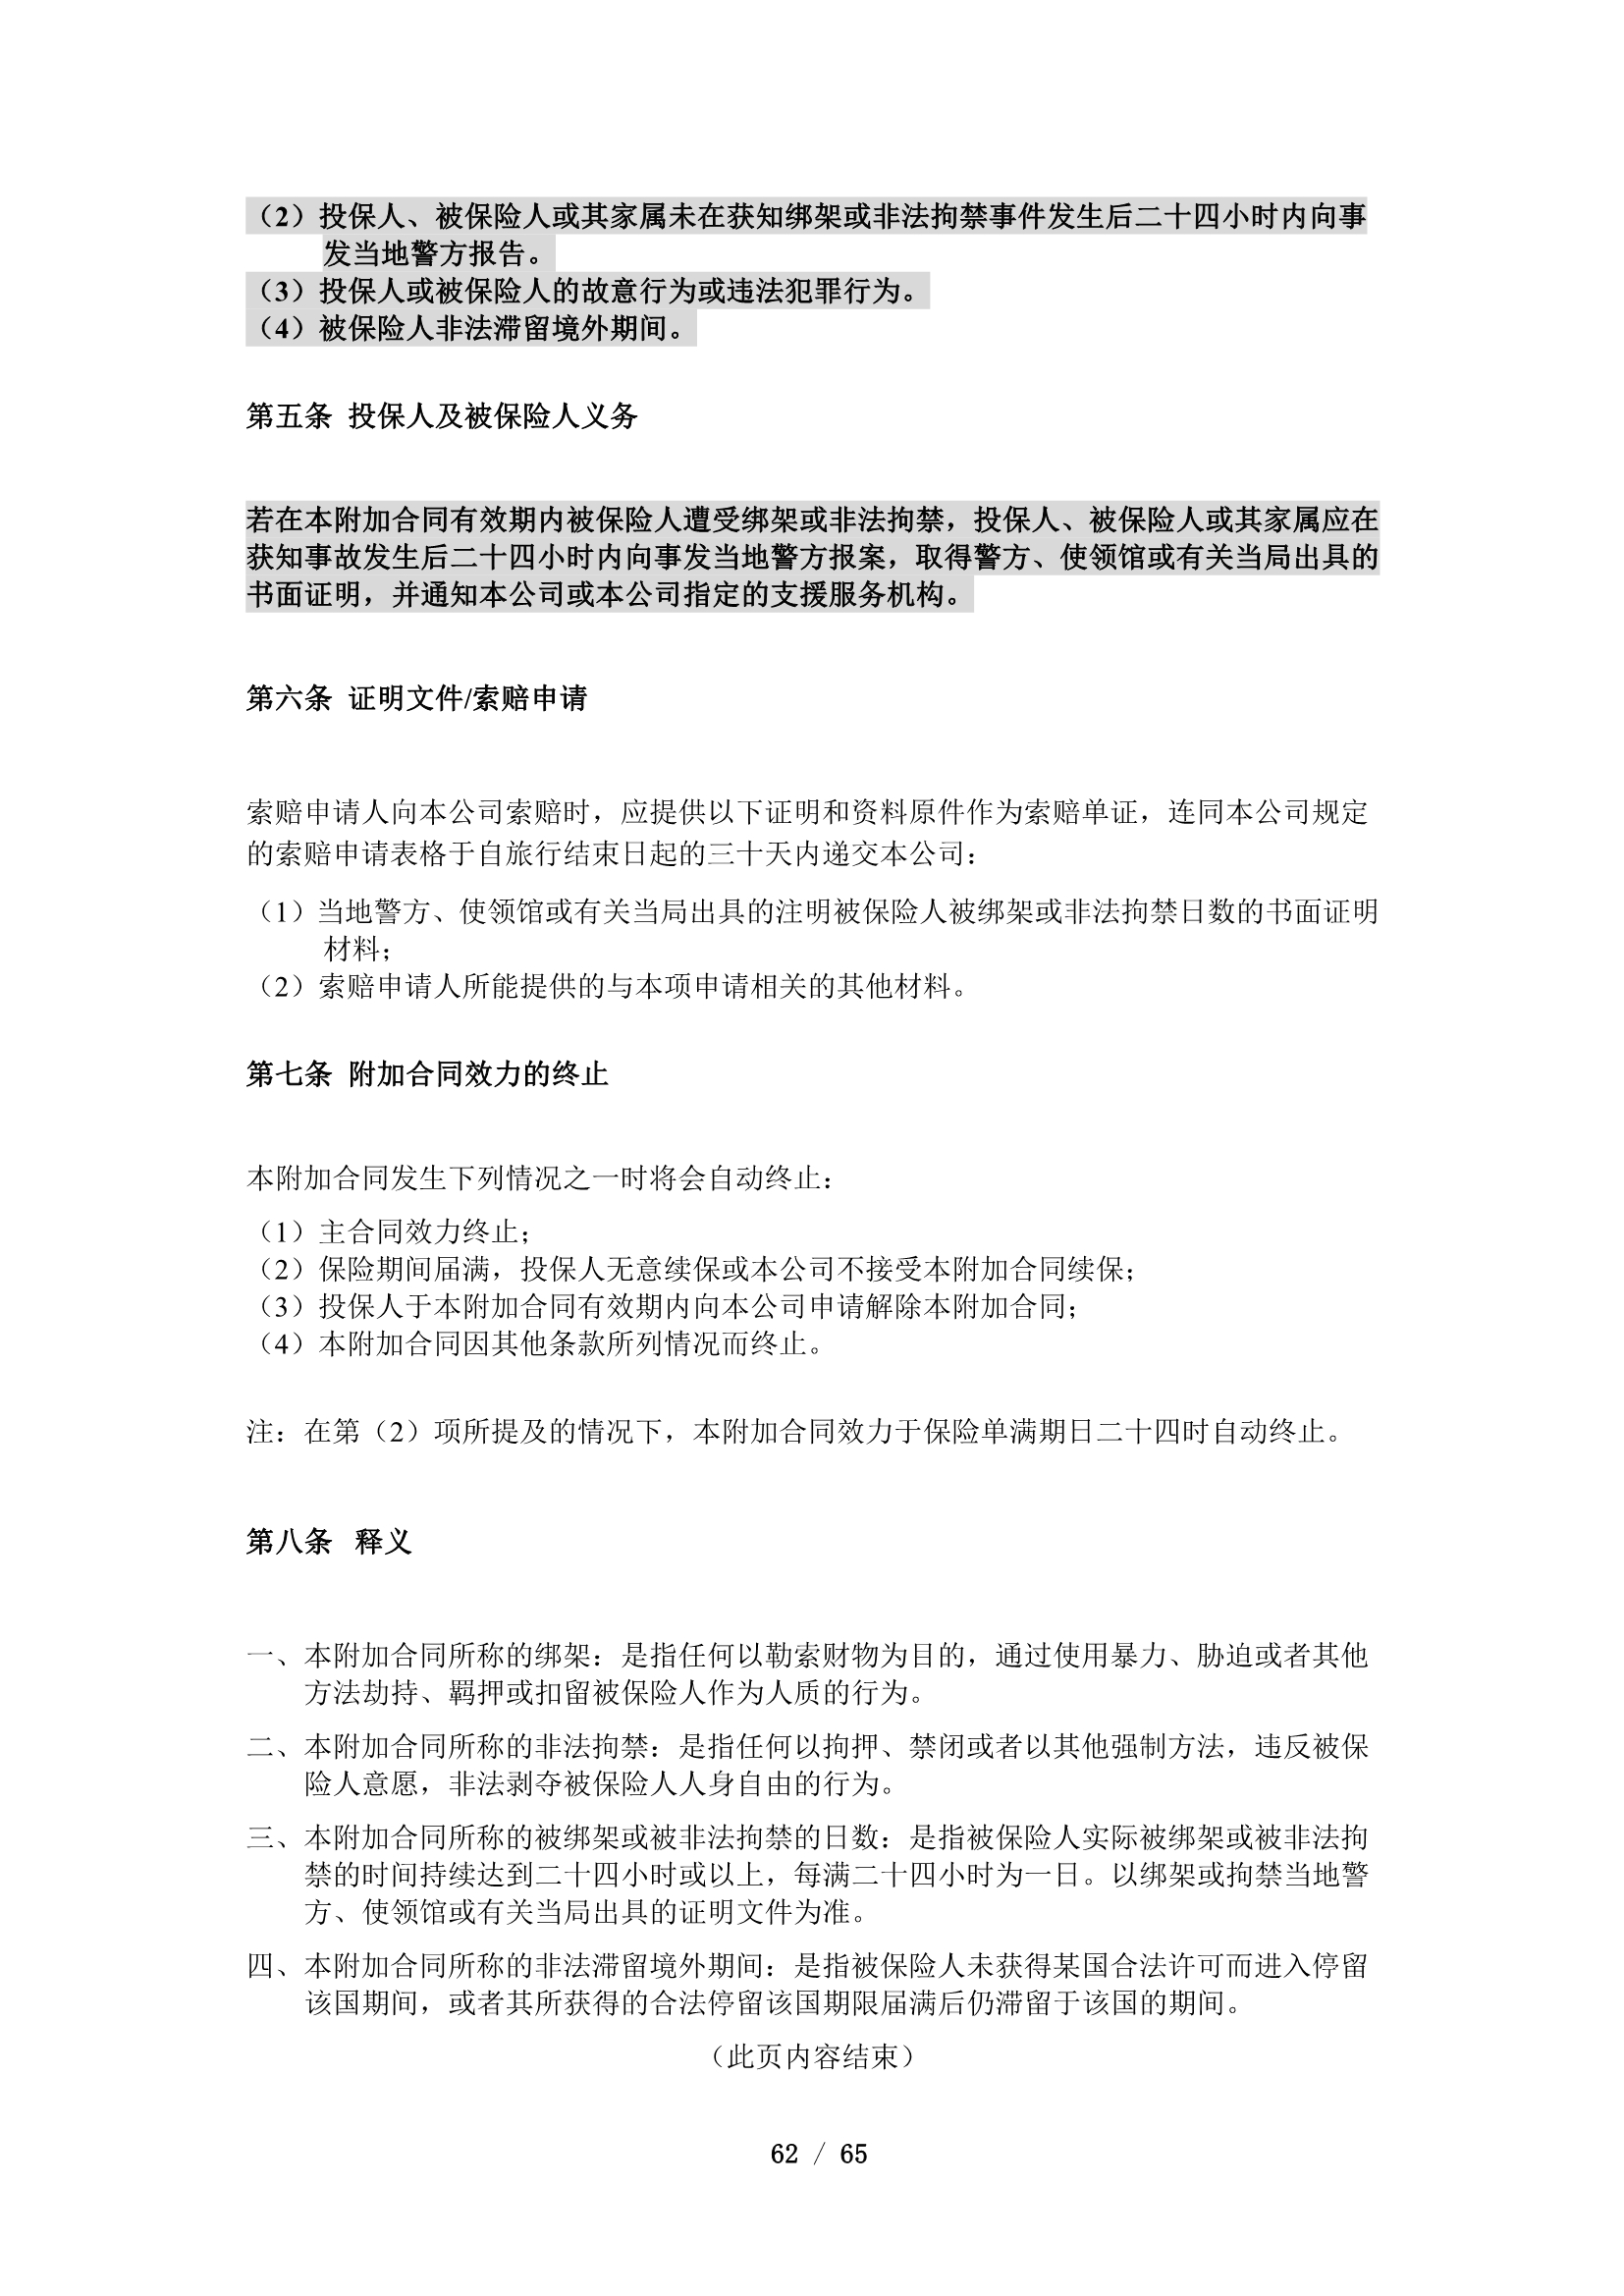 （2）投保人、被保险人或其家属未在获知绑架或非法拘禁事件发生后二十四小时内向事
发当地警方报告。
（3）投保人或被保险人的故意行为或违法犯罪行为。
（4）被保险人非法滞留境外期间。
第五条 投保人及被保险人义务
若在本附加合同有效期内被保险人遭受绑架或非法拘禁，投保人、被保险人或其家属应在
获知事故发生后二十四小时内向事发当地警方报案，取得警方、使领馆或有关当局出具的
书面证明，并通知本公司或本公司指定的支援服务机构。
第六条 证明文件/索赔申请
索赔申请人向本公司索赔时，应提供以下证明和资料原件作为索赔单证，连同本公司规定
的索赔申请表格于自旅行结束日起的三十天内递交本公司：
（1）当地警方、使领馆或有关当局出具的注明被保险人被绑架或非法拘禁日数的书面证明
材料；
（2）索赔申请人所能提供的与本项申请相关的其他材料。
第七条 附加合同效力的终止
本附加合同发生下列情况之一时将会自动终止：
（1）主合同效力终止；
（2）保险期间届满，投保人无意续保或本公司不接受本附加合同续保；
（3）投保人于本附加合同有效期内向本公司申请解除本附加合同；
（4）本附加合同因其他条款所列情况而终止。
注：在第（2）项所提及的情况下，本附加合同效力于保险单满期日二十四时自动终止。
第八条 释义
一、本附加合同所称的绑架：是指任何以勒索财物为目的，通过使用暴力、胁迫或者其他
方法劫持、羁押或扣留被保险人作为人质的行为。
二、本附加合同所称的非法拘禁：是指任何以拘押、禁闭或者以其他强制方法，违反被保
险人意愿，非法剥夺被保险人人身自由的行为。
三、本附加合同所称的被绑架或被非法拘禁的日数：是指被保险人实际被绑架或被非法拘
禁的时间持续达到二十四小时或以上，每满二十四小时为一日。以绑架或拘禁当地警
方、使领馆或有关当局出具的证明文件为准。
四、本附加合同所称的非法滞留境外期间：是指被保险人未获得某国合法许可而进入停留
该国期间，或者其所获得的合法停留该国期限届满后仍滞留于该国的期间。
（此页内容结束）
62 / 65